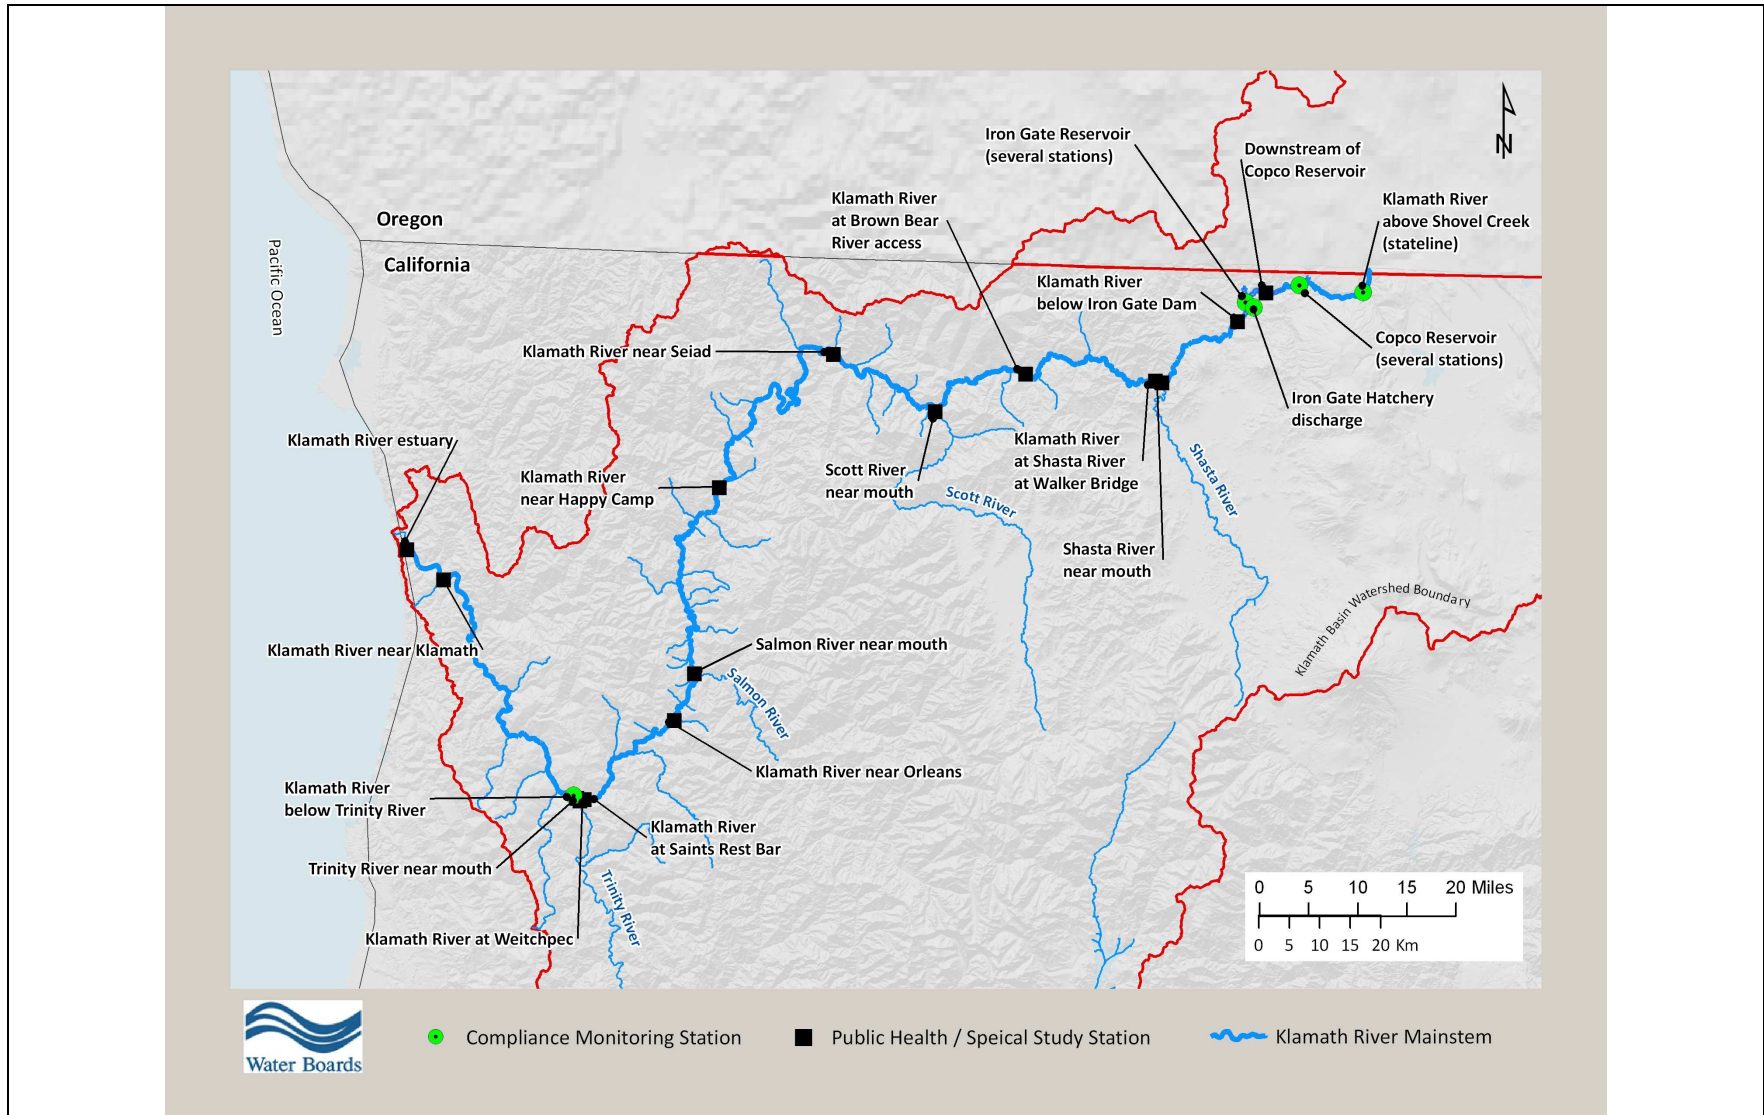 Iron Gate Reservoir
(several stations)
Downstream of
Copco Reservoir
N
Klamath River
at Brown Bear
River access
Klamath River
above Shovel Creek
(stateline)
Oregon
California
Pacific Ocean
Klamath River
below Iron Gate Dam
Klamath River near Seiad
Copco Reservoir
(several stations)
Iron Gate Hatchery
discharge
Klamath River estuary
Klamath River
near Happy Camp
Scott River
near mouth
Scott River
Klamath River
at Shasta River
at Walker Bridge
Shasta River
Shasta River
near mouth
Klamath Basin Watershed Boundary
Klamath River near Klamath
Salmon River near mouth
Salmon River
Klamath River near Orleans
Klamath River
below Trinity River
Klamath River
at Saints Rest Bar
Trinity River near mouth
Trinity River
Klamath River at Weitchpec
0 5 10 15 20 Miles
0 5 10 15 20 Km
Water Boards
Compliance Monitoring Station
Public Health / Speical Study Station
Klamath River Mainstem